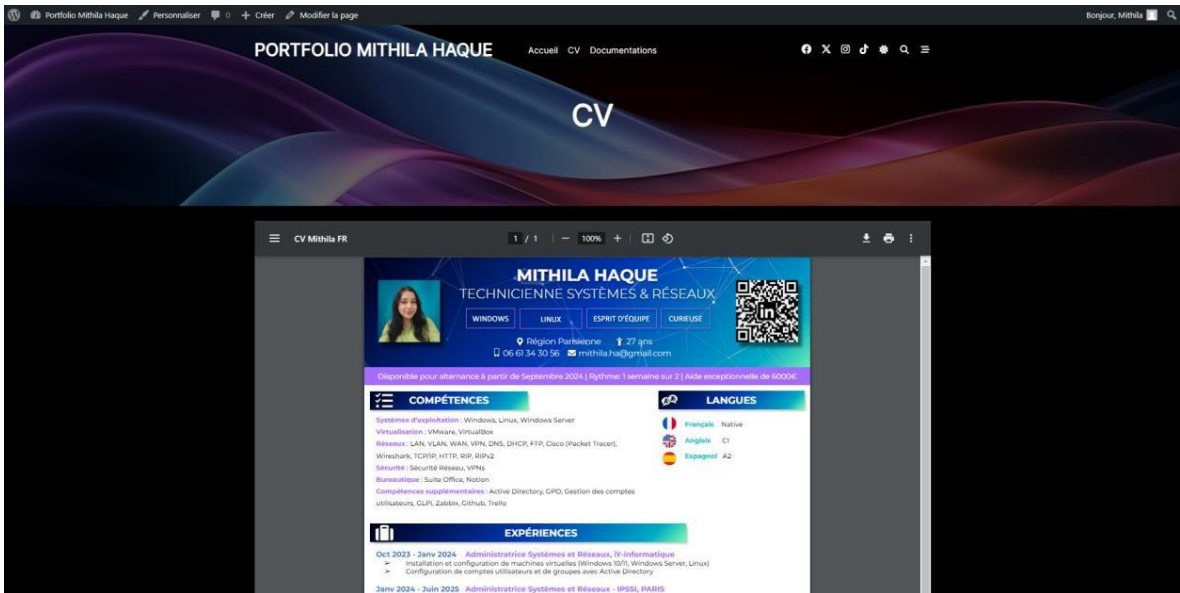 Portfolio Mithila Haque Personnaliser 0 + Créer Modifier la page Bonjour, Mithila
PORTFOLIO MITHILA HAQUE Accueil CV Documentations
CV
CV Mithila FR 1 / 1 100%
MITHILA HAQUE
TECHNICIENNE SYSTÈMES & RÉSEAUX
WINDOWS LINUX ESPRIT D'ÉQUIPE CURIEUSE
Région Parisienne 27 ans
06 61 34 30 56 mithila.ha@gmail.com
in
Disponible pour alternance à partir de Septembre 2024 | Rythme: 1 semaine sur 2 | Aide exceptionnelle de 6000€
COMPÉTENCES
Systèmes d'exploitation : Windows, Linux, Windows Server
Virtualisation : VMware, VirtualBox
Réseaux : LAN, VLAN, WAN, VPN, DNS, DHCP, FTP, Cisco (Packet Tracer),
Wireshark, TCP/IP, HTTP, RIP, RIPv2
Sécurité : Sécurité Réseau, VPNs
Bureautique : Suite Office, Notion
Compétences supplémentaires : Active Directory, GPO, Gestion des comptes
utilisateurs, GLPI, Zabbix, Github, Trello
LANGUES
Français Native
Anglais C1
Espagnol A2
EXPÉRIENCES
Oct 2023 - Janv 2024 Administratrice Systèmes et Réseaux, iY-informatique
➢ Installation et configuration de machines virtuelles (Windows 10/11, Windows Server, Linux)
➢ Configuration de comptes utilisateurs et de groupes avec Active Directory
Janv 2024 - Juin 2025 Administratrice Systèmes et Réseaux - IPSSI, PARIS